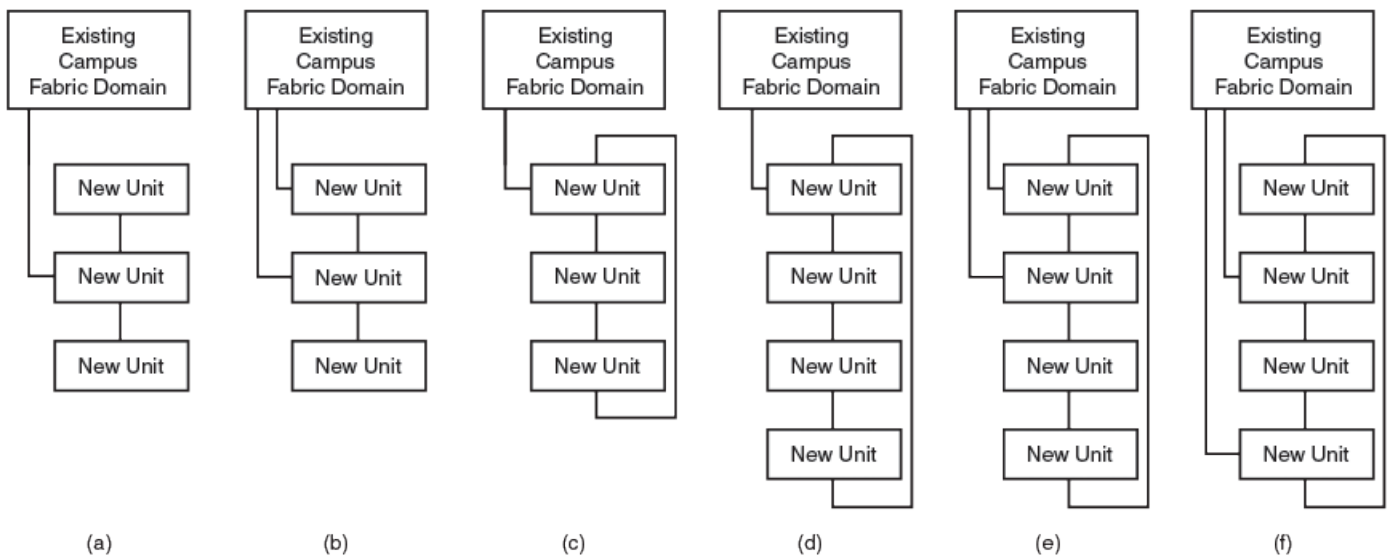 Existing
Campus
Fabric Domain
New Unit
New Unit
New Unit
(a)
Existing
Campus
Fabric Domain
New Unit
New Unit
New Unit
(b)
Existing
Campus
Fabric Domain
New Unit
New Unit
New Unit
(c)
Existing
Campus
Fabric Domain
New Unit
New Unit
New Unit
New Unit
(d)
Existing
Campus
Fabric Domain
New Unit
New Unit
New Unit
New Unit
(e)
Existing
Campus
Fabric Domain
New Unit
New Unit
New Unit
New Unit
(f)